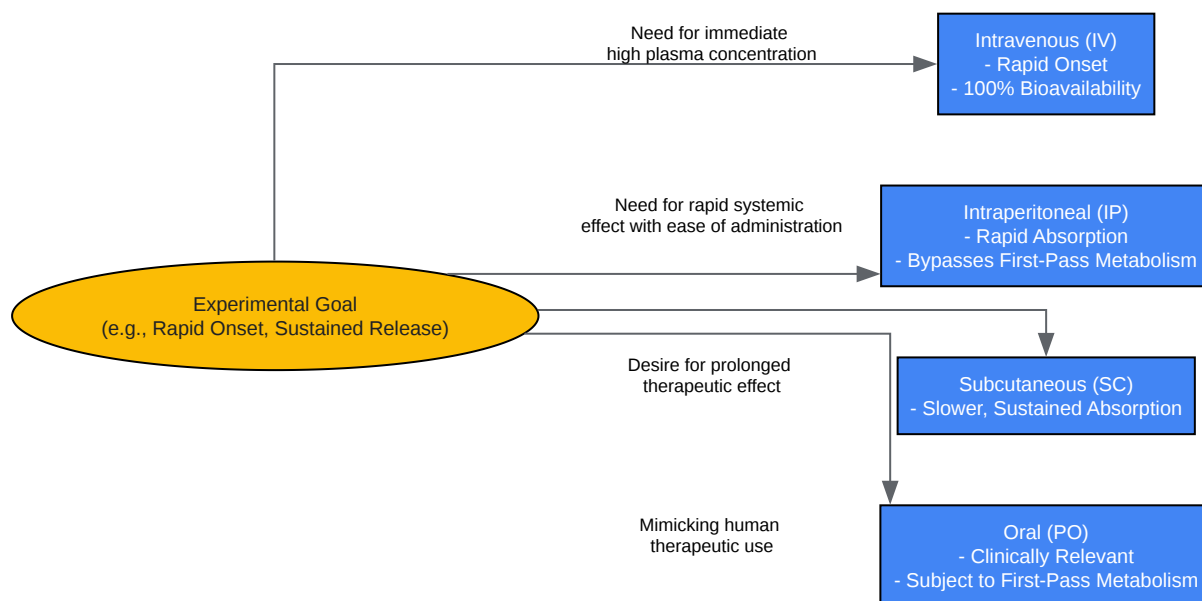 Need for immediate
high plasma concentration
Intravenous (IV)
- Rapid Onset
- 100% Bioavailability
Need for rapid systemic
effect with ease of administration
Intraperitoneal (IP)
- Rapid Absorption
- Bypasses First-Pass Metabolism
Experimental Goal
(e.g., Rapid Onset, Sustained Release)
Desire for prolonged
therapeutic effect
Subcutaneous (SC)
- Slower, Sustained Absorption
Mimicking human
therapeutic use
Oral (PO)
- Clinically Relevant
- Subject to First-Pass Metabolism